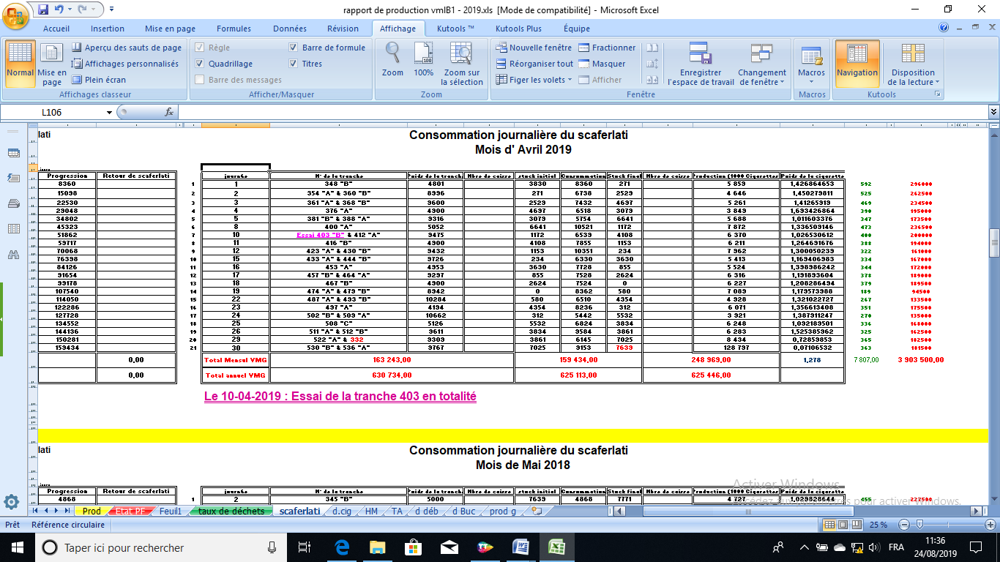 rapport de production vmlB1 - 2019.xls [Mode de compatibilité] - Microsoft Excel
Accueil Insertion Mise en page Formules Données Révision Affichage Kutools ™ Kutools Plus Équipe
Normal Mise en page Aperçu des sauts de page Affichages personnalisés Plein écran
Affichages classeur
Règle Barre de formule
Quadrillage Titres
Barre des messages
Afficher/Masquer
Zoom 100% Zoom sur la sélection
Zoom
Nouvelle fenêtre Fractionner
Réorganiser tout Masquer
Figer les volets Afficher
Enregistrer l'espace de travail Changement de fenêtre
Fenêtre
Macros
Macros
Navigation Disposition de la lecture
Kutools
L106
lati Consommation journalière du scaferlati
Mois d' Avril 2019
Progression Retour de scaferlati journée N° de la tranche Poids de la tranche Nbre de caisse stock initial Consommation Stock final Nbre de caisse Production (1000 Cigarettes) Poids de la cigarette
8360 1 1 348 "B" 4801 3830 8360 271 5 859 1,426864653 592 296000
15098 2 2 354 "A" & 360 "B" 8996 271 6738 2529 4 646 1,450279811 525 262500
22530 3 3 361 "A" & 368 "B" 9600 2529 7432 4697 5 261 1,41265919 469 234500
29048 4 4 376 "A" 4900 4697 6518 3079 3 849 1,693426864 390 195000
34802 5 5 381 "B" & 388 "A" 9316 3079 5754 6641 5 688 1,011603376 347 173500
45323 6 8 400 "A" 5052 6641 10521 1172 7 872 1,336509146 473 236500
51862 7 10 Essai 403 "B" & 412 "A" 9475 1172 6539 4108 6 370 1,026530612 400 200000
59717 8 11 416 "B" 4900 4108 7855 1153 6 211 1,264691676 388 194000
70068 9 12 423 "A" & 430 "B" 9432 1153 10351 234 7 962 1,300050239 322 161000
76398 10 15 433 "A" & 444 "B" 9726 234 6330 3630 5 413 1,169406983 334 167000
84126 11 16 453 "A" 4953 3630 7728 855 5 524 1,398986242 344 172000
91654 12 17 457 "B" & 464 "A" 9297 855 7528 2624 6 316 1,191893604 378 189000
99178 13 18 467 "B" 4900 2624 7524 0 6 227 1,208286494 379 189500
107540 14 19 474 "A" & 479 "B" 8942 0 8362 580 7 089 1,179573988 189 94500
114050 15 22 487 "A" & 493 "B" 10284 580 6510 4354 4 928 1,321022727 267 133500
122286 16 23 497 "A" 4194 4354 8236 312 6 071 1,356613408 351 175500
127728 17 24 502 "B" & 509 "A" 10662 312 5442 5532 3 921 1,387911247 270 135000
134552 18 25 508 "C" 5126 5532 6824 3834 6 248 1,092189501 336 168000
144136 19 26 511 "A" & 512 "B" 9611 3834 9584 3861 6 283 1,525385962 325 162500
150281 20 29 522 "A" & 332 9309 3861 6145 7025 8 434 0,72859853 365 182500
159434 21 30 530 "B" & 536 "A" 9767 7025 9153 7639 128 797 0,07106532 363 181500
0,00 Total Mensul VMG 163 243,00 159 434,00 248 969,00 1,278 7 807,00 3 903 500,00
0,00 Total annuel VMG 630 734,00 625 113,00 625 446,00
Le 10-04-2019 : Essai de la tranche 403 en totalité
lati Consommation journalière du scaferlati
Mois de Mai 2018
Progression Retour de scaferlati journée N° de la tranche Poids de la tranche Nbre de caisse stock initial Consommation Stock final Nbre de caisse Production (1000 Cigarettes) Poids de la cigarette
4868 1 2 345 "B" 5000 7639 4868 7771 4 727 1,029828644 455 227500
Activer Windows
Accédez aux paramètres pour activer Windows.
Prod Etat PF Feuil1 taux de déchets scaferlati d.cig HM TA d déb d Buc prod g
Prêt Référence circulaire 25 %
Taper ici pour rechercher
FRA
11:36
24/08/2019